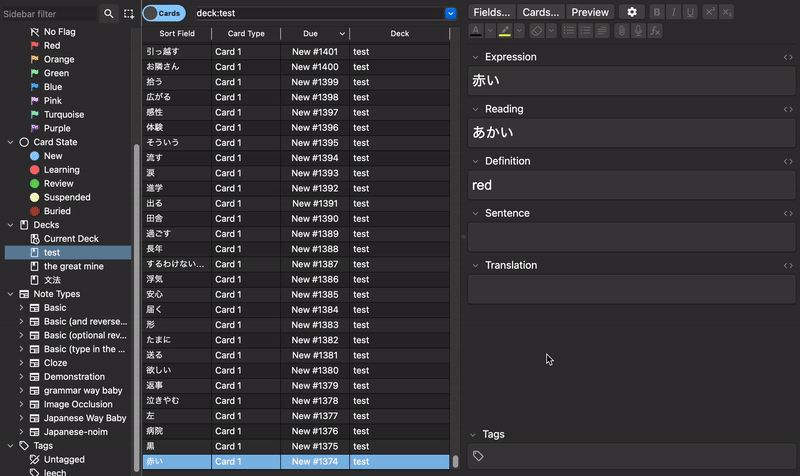 Sidebar filter
No Flag
Red
Orange
Green
Blue
Pink
Turquoise
Purple
Card State
New
Learning
Review
Suspended
Buried
Decks
Current Deck
test
the great mine
文法
Note Types
Basic
Basic (and reverse...
Basic (optional rev...
Basic (type in the ...
Cloze
Demonstration
grammar way baby
Image Occlusion
Japanese Way Baby
Japanese-noim
Tags
Untagged
leech
Cards deck:test
Sort Field Card Type Due Deck
引っ越す Card 1 New #1401 test
お隣さん Card 1 New #1400 test
拾う Card 1 New #1399 test
広がる Card 1 New #1398 test
感性 Card 1 New #1397 test
体験 Card 1 New #1396 test
そういう Card 1 New #1395 test
流す Card 1 New #1394 test
涙 Card 1 New #1393 test
進学 Card 1 New #1392 test
出る Card 1 New #1391 test
田舎 Card 1 New #1390 test
過ごす Card 1 New #1389 test
長年 Card 1 New #1388 test
するわけない... Card 1 New #1387 test
浮気 Card 1 New #1386 test
安心 Card 1 New #1385 test
届く Card 1 New #1384 test
形 Card 1 New #1383 test
たまに Card 1 New #1382 test
送る Card 1 New #1381 test
欲しい Card 1 New #1380 test
返事 Card 1 New #1379 test
泣きやむ Card 1 New #1378 test
左 Card 1 New #1377 test
病院 Card 1 New #1376 test
黒 Card 1 New #1375 test
赤い Card 1 New #1374 test
Fields... Cards... Preview B I U x² x₂
A
Expression
赤い
Reading
あかい
Definition
red
Sentence
Translation
Tags